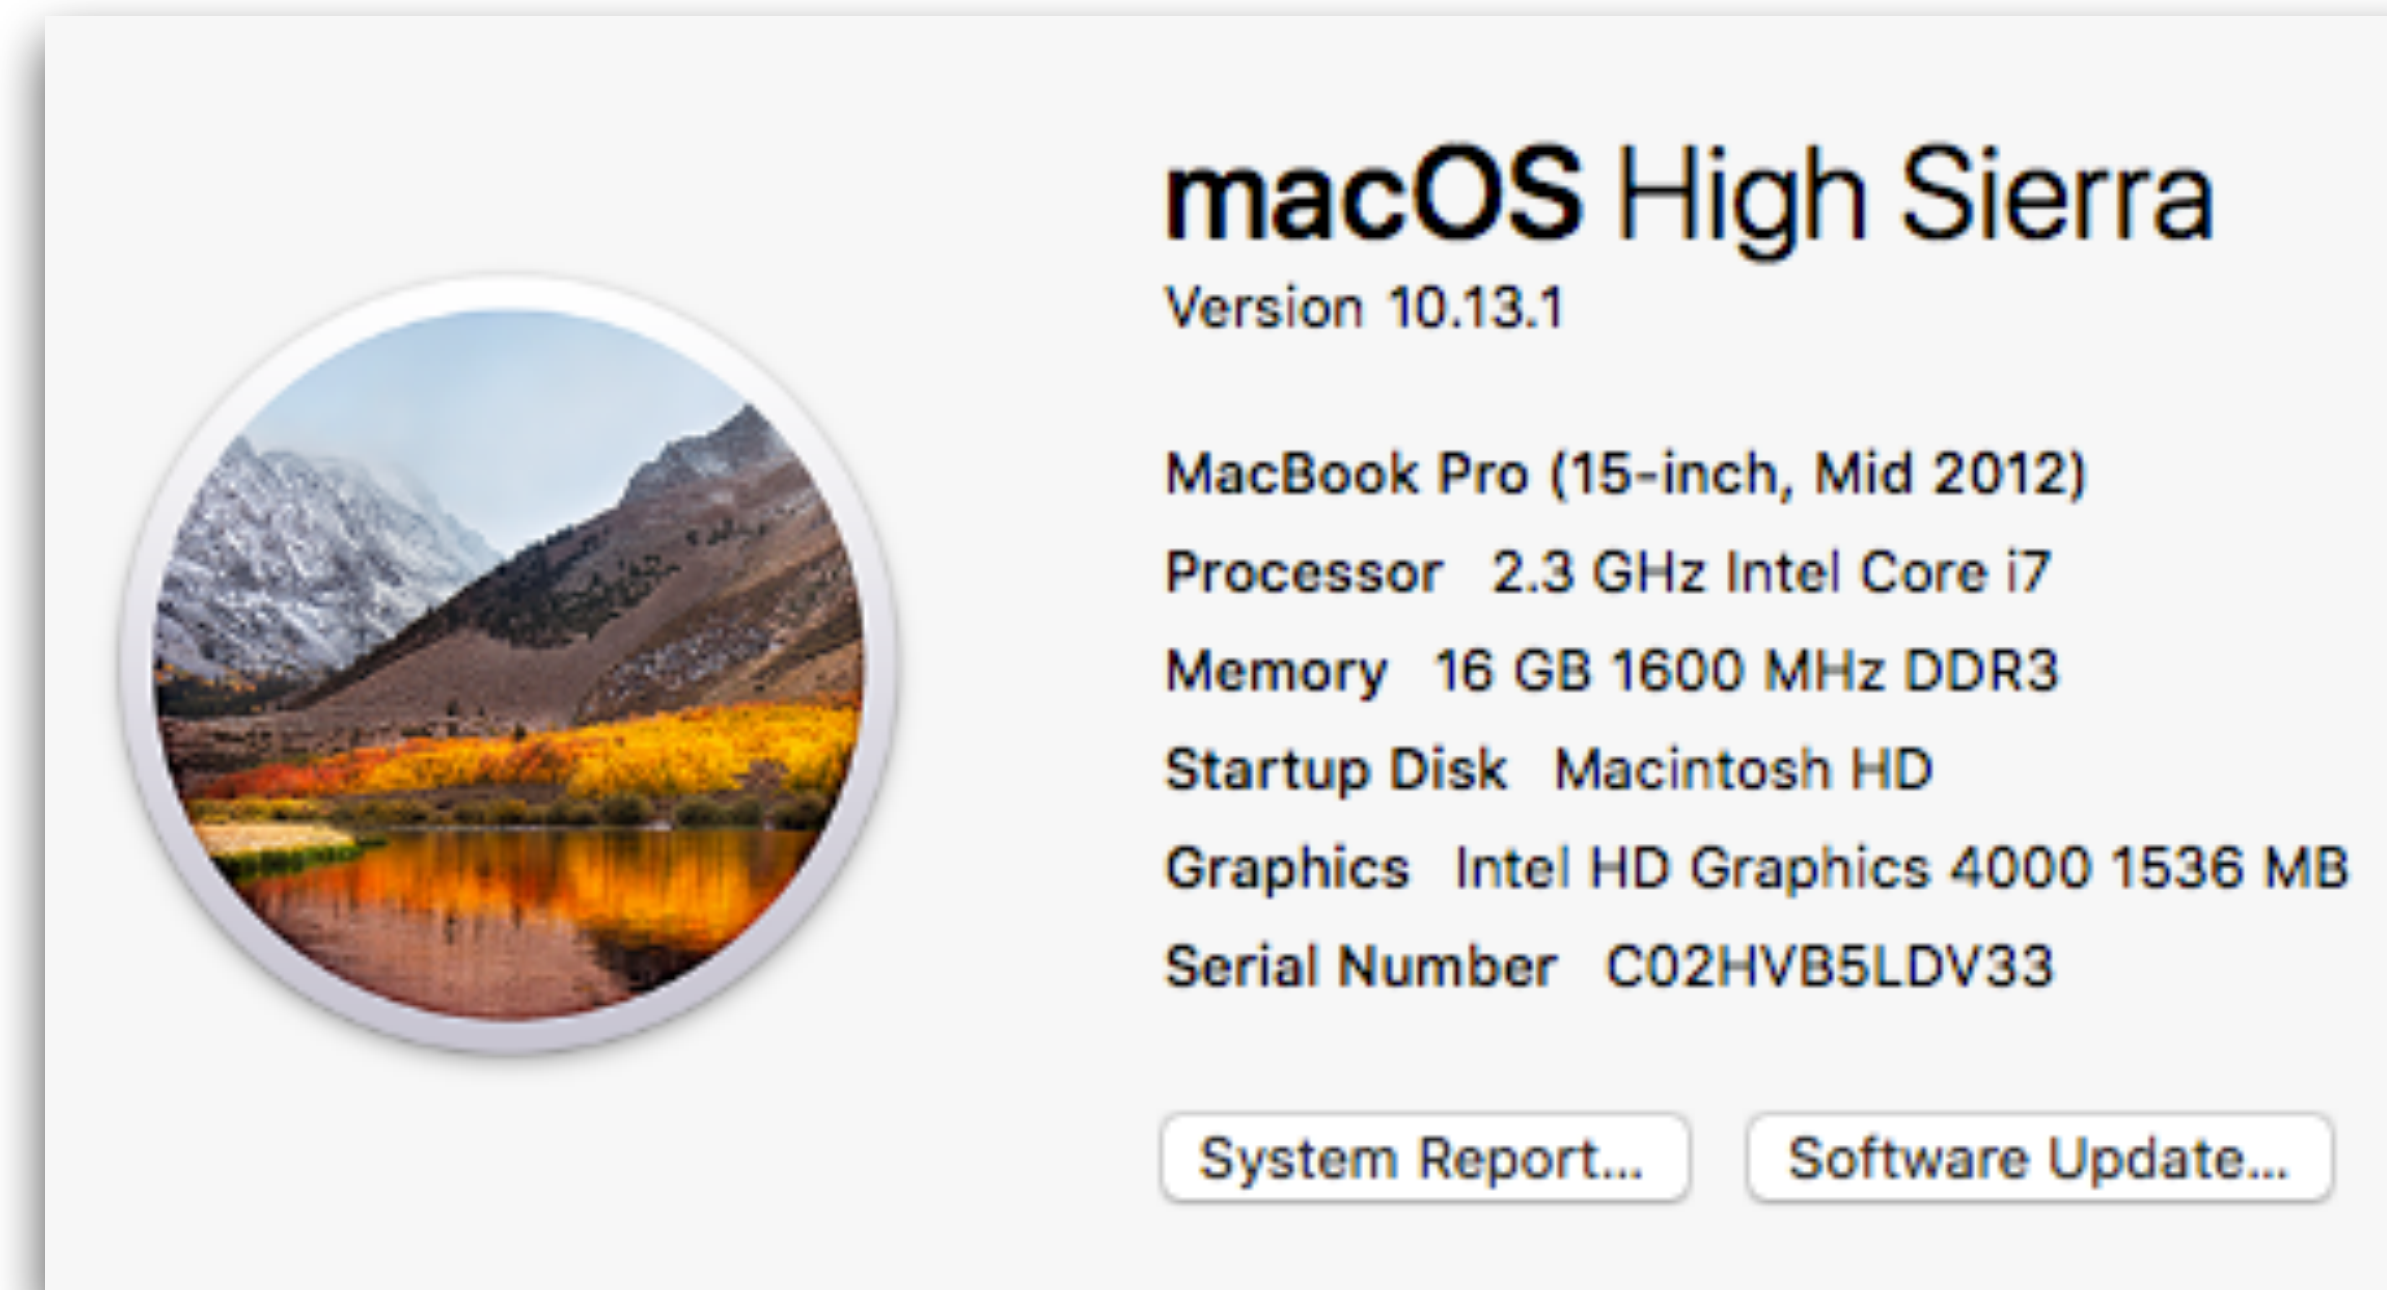 macOS High Sierra
Version 10.13.1
MacBook Pro (15-inch, Mid 2012)
Processor 2.3 GHz Intel Core i7
Memory 16 GB 1600 MHz DDR3
Startup Disk Macintosh HD
Graphics Intel HD Graphics 4000 1536 MB
Serial Number C02HVB5LDV33
System Report... Software Update...